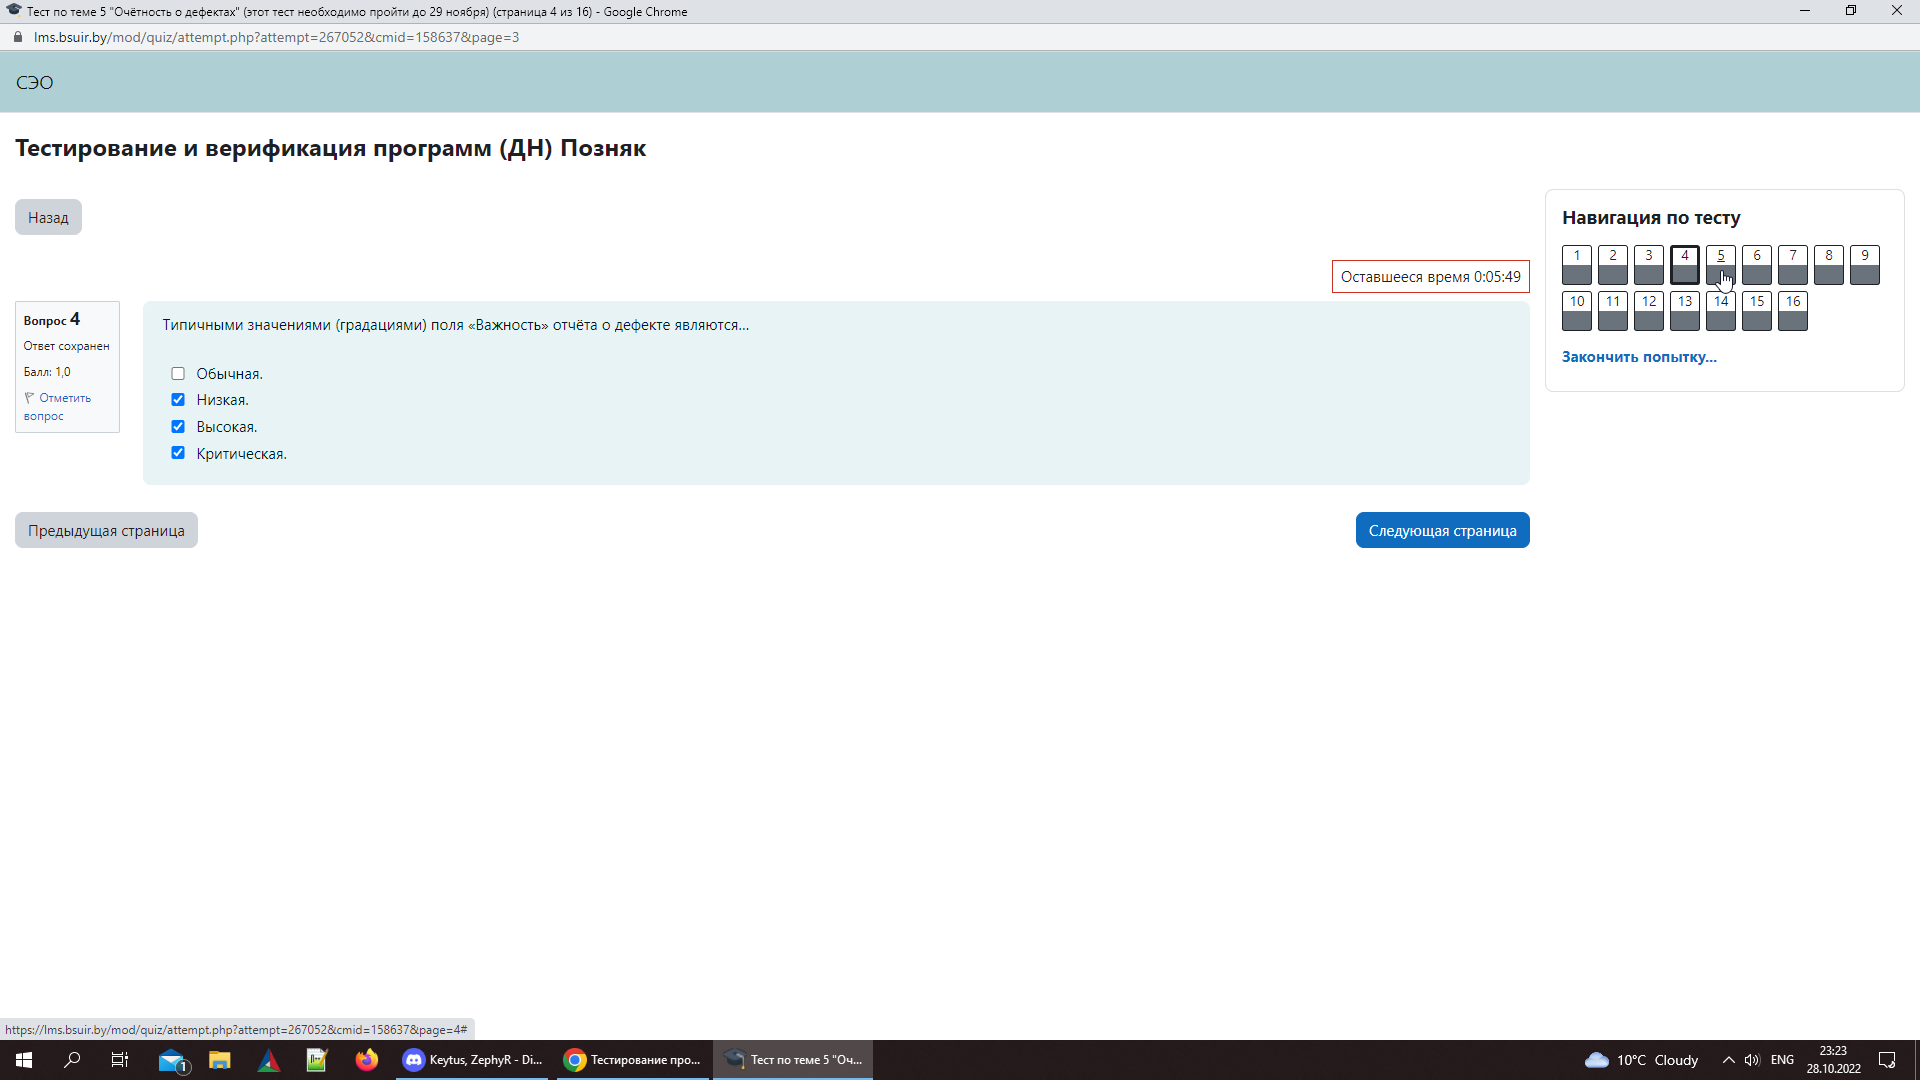 Тест по теме 5 "Очётность о дефектах" (этот тест необходимо пройти до 29 ноября) (страница 4 из 16) - Google Chrome
lms.bsuir.by/mod/quiz/attempt.php?attempt=267052&cmid=158637&page=3
СЭО
Тестирование и верификация программ (ДН) Позняк
Назад
Оставшееся время 0:05:49
Вопрос 4
Ответ сохранен
Балл: 1,0
Отметить
вопрос
Типичными значениями (градациями) поля «Важность» отчёта о дефекте являются...
Обычная.
Низкая.
Высокая.
Критическая.
Предыдущая страница
Следующая страница
Навигация по тесту
1 2 3 4 5 6 7 8 9
10 11 12 13 14 15 16
Закончить попытку...
https://lms.bsuir.by/mod/quiz/attempt.php?attempt=267052&cmid=158637&page=4#
1
Keytus, ZephyR - Di...
Тестирование про...
Тест по теме 5 "Оч...
10°C Cloudy
ENG
23:23
28.10.2022